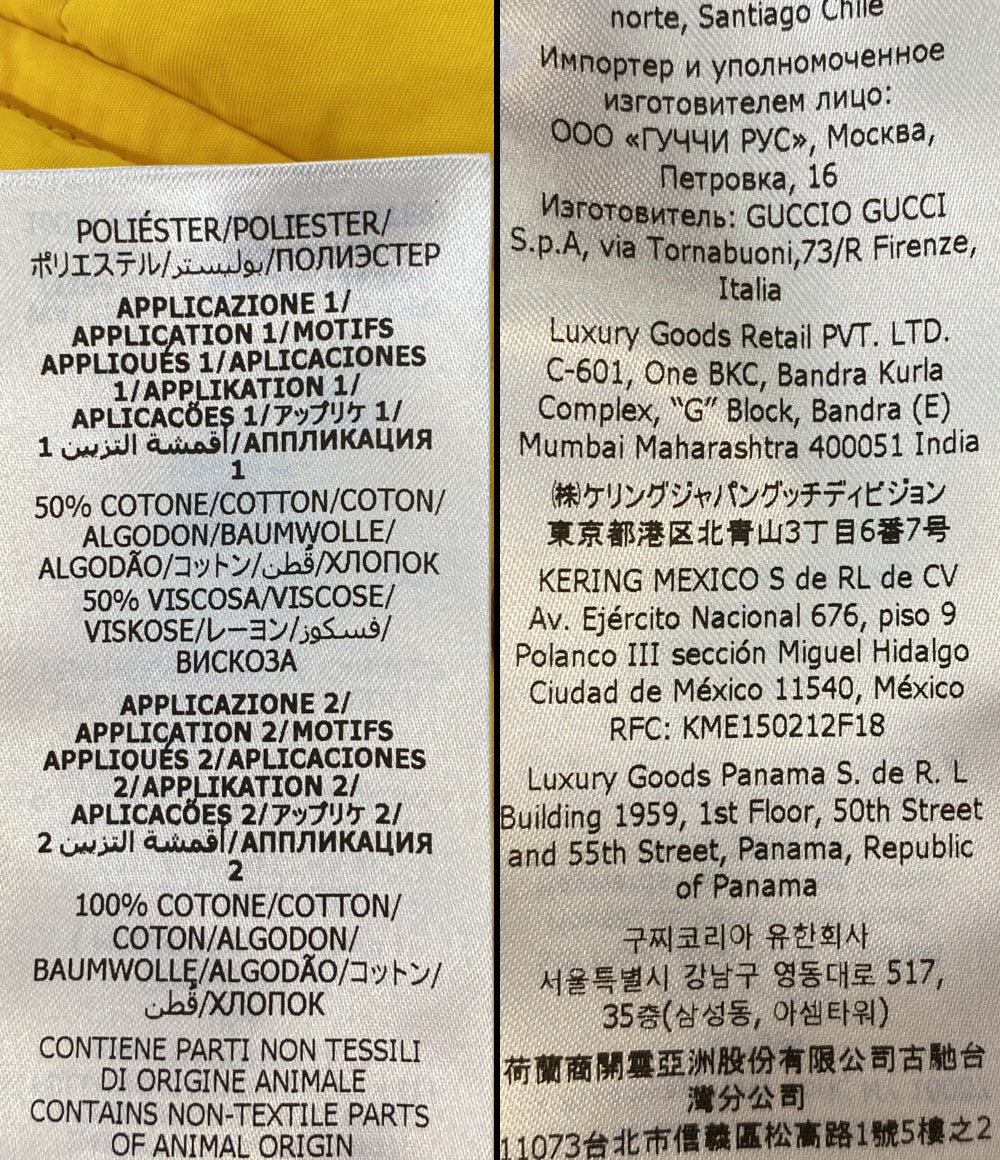 POLIÉSTER/POLIESTER/
ポリエステル/بوليستر/ПОЛИЭСТЕР
APPLICAZIONE 1/
APPLICATION 1/MOTIFS
APPLIQUÉS 1/APLICACIONES
1/APPLIKATION 1/
APLICAÇÕES 1/アップリケ 1/
أقمشة التزيين 1/АППЛИКАЦИЯ
1
50% COTONE/COTTON/COTON/
ALGODON/BAUMWOLLE/
ALGODÃO/コットン/قُطن/ХЛОПОК
50% VISCOSA/VISCOSE/
VISKOSE/レーヨン/فسكوز/
ВИСКОЗА
APPLICAZIONE 2/
APPLICATION 2/MOTIFS
APPLIQUÉS 2/APLICACIONES
2/APPLIKATION 2/
APLICAÇÕES 2/アップリケ 2/
أقمشة التزيين 2/АППЛИКАЦИЯ
2
100% COTONE/COTTON/
COTON/ALGODON/
BAUMWOLLE/ALGODÃO/コットン/
قُطن/ХЛОПОК
CONTIENE PARTI NON TESSILI
DI ORIGINE ANIMALE
CONTAINS NON-TEXTILE PARTS
OF ANIMAL ORIGIN
norte, Santiago Chile
Импортер и уполномоченное
изготовителем лицо:
ООО «ГУЧЧИ РУС», Москва,
Петровка, 16
Изготовитель: GUCCIO GUCCI
S.p.A, via Tornabuoni,73/R Firenze,
Italia
Luxury Goods Retail PVT. LTD.
C-601, One BKC, Bandra Kurla
Complex, "G" Block, Bandra (E)
Mumbai Maharashtra 400051 India
㈱ケリングジャパングッチディビジョン
東京都港区北青山3丁目6番7号
KERING MEXICO S de RL de CV
Av. Ejército Nacional 676, piso 9
Polanco III sección Miguel Hidalgo
Ciudad de México 11540, México
RFC: KME150212F18
Luxury Goods Panama S. de R. L
Building 1959, 1st Floor, 50th Street
and 55th Street, Panama, Republic
of Panama
구찌코리아 유한회사
서울특별시 강남구 영동대로 517,
35층(삼성동, 아셈타워)
荷蘭商開雲亞洲股份有限公司古馳台
灣分公司
11073台北市信義區松高路1號5樓之2